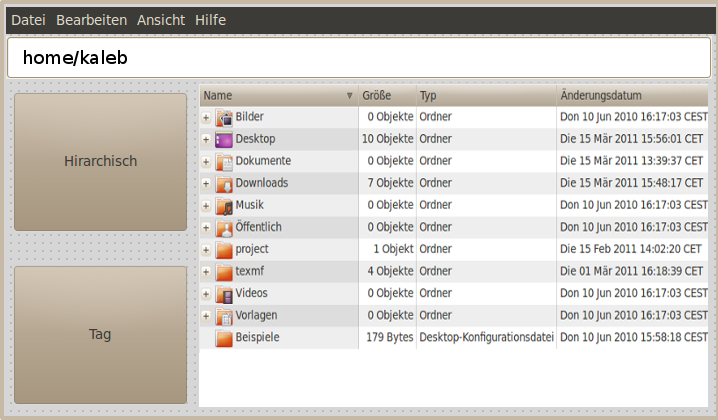 Datei Bearbeiten Ansicht Hilfe
home/kaleb
Hirarchisch
Tag
Name Größe Typ Änderungsdatum
Bilder 0 Objekte Ordner Don 10 Jun 2010 16:17:03 CEST
Desktop 10 Objekte Ordner Die 15 Mär 2011 15:56:01 CET
Dokumente 0 Objekte Ordner Die 15 Mär 2011 13:39:37 CET
Downloads 7 Objekte Ordner Die 15 Mär 2011 15:48:17 CET
Musik 0 Objekte Ordner Don 10 Jun 2010 16:17:03 CEST
Öffentlich 0 Objekte Ordner Don 10 Jun 2010 16:17:03 CEST
project 1 Objekt Ordner Die 15 Feb 2011 14:02:20 CET
texmf 4 Objekte Ordner Die 01 Mär 2011 16:18:39 CET
Videos 0 Objekte Ordner Don 10 Jun 2010 16:17:03 CEST
Vorlagen 0 Objekte Ordner Don 10 Jun 2010 16:17:03 CEST
Beispiele 179 Bytes Desktop-Konfigurationsdatei Don 10 Jun 2010 15:58:18 CEST